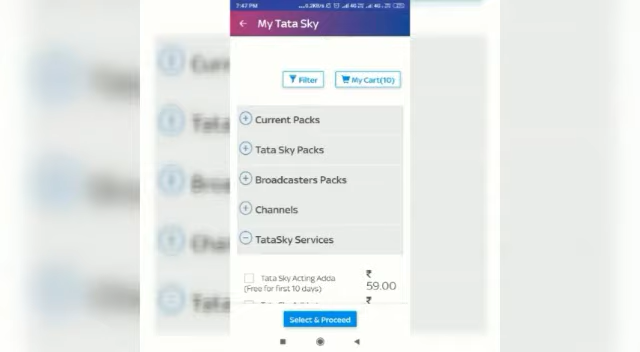 7:47 PM
My Tata Sky
Filter
My Cart(10)
Current Packs
Tata Sky Packs
Broadcasters Packs
Channels
TataSky Services
Tata Sky Acting Adda
(Free for first 10 days)
₹
59.00
₹
Select & Proceed